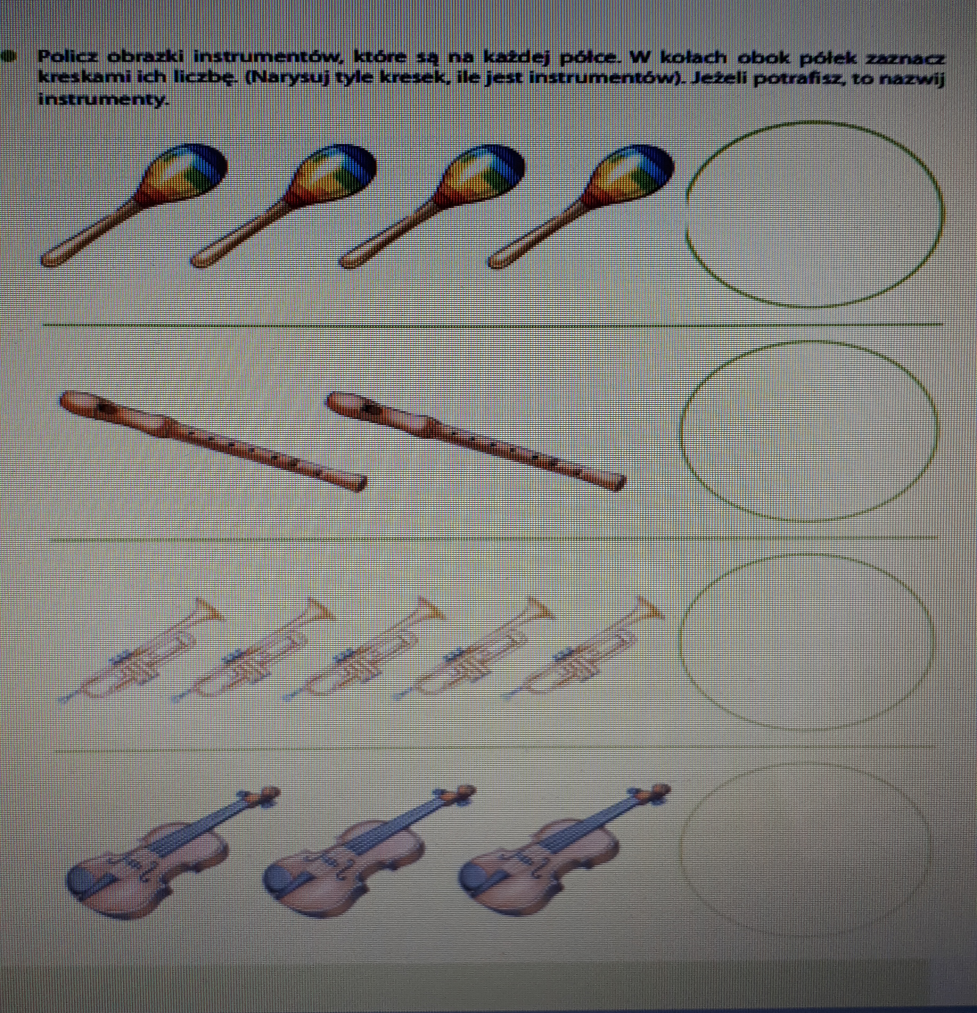 Policz obrazki instrumentów, które są na każdej półce. W kołach obok półek zaznacz
kreskami ich liczbę. (Narysuj tyle kresek, ile jest instrumentów). Jeżeli potrafisz, to nazwij
instrumenty.